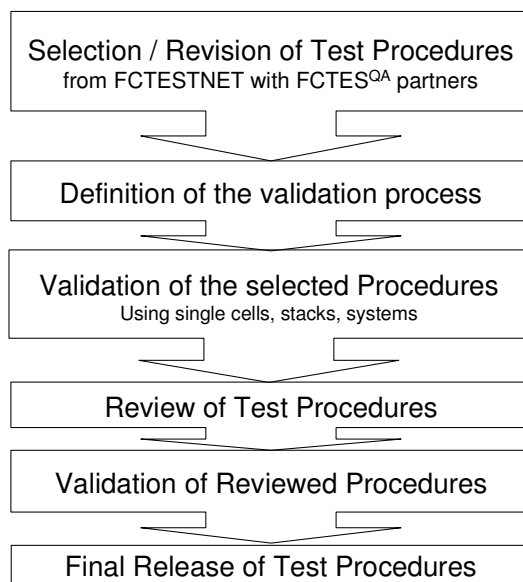 Selection / Revision of Test Procedures
from FCTESTNET with FCTESQA partners
Definition of the validation process
Validation of the selected Procedures
Using single cells, stacks, systems
Review of Test Procedures
Validation of Reviewed Procedures
Final Release of Test Procedures